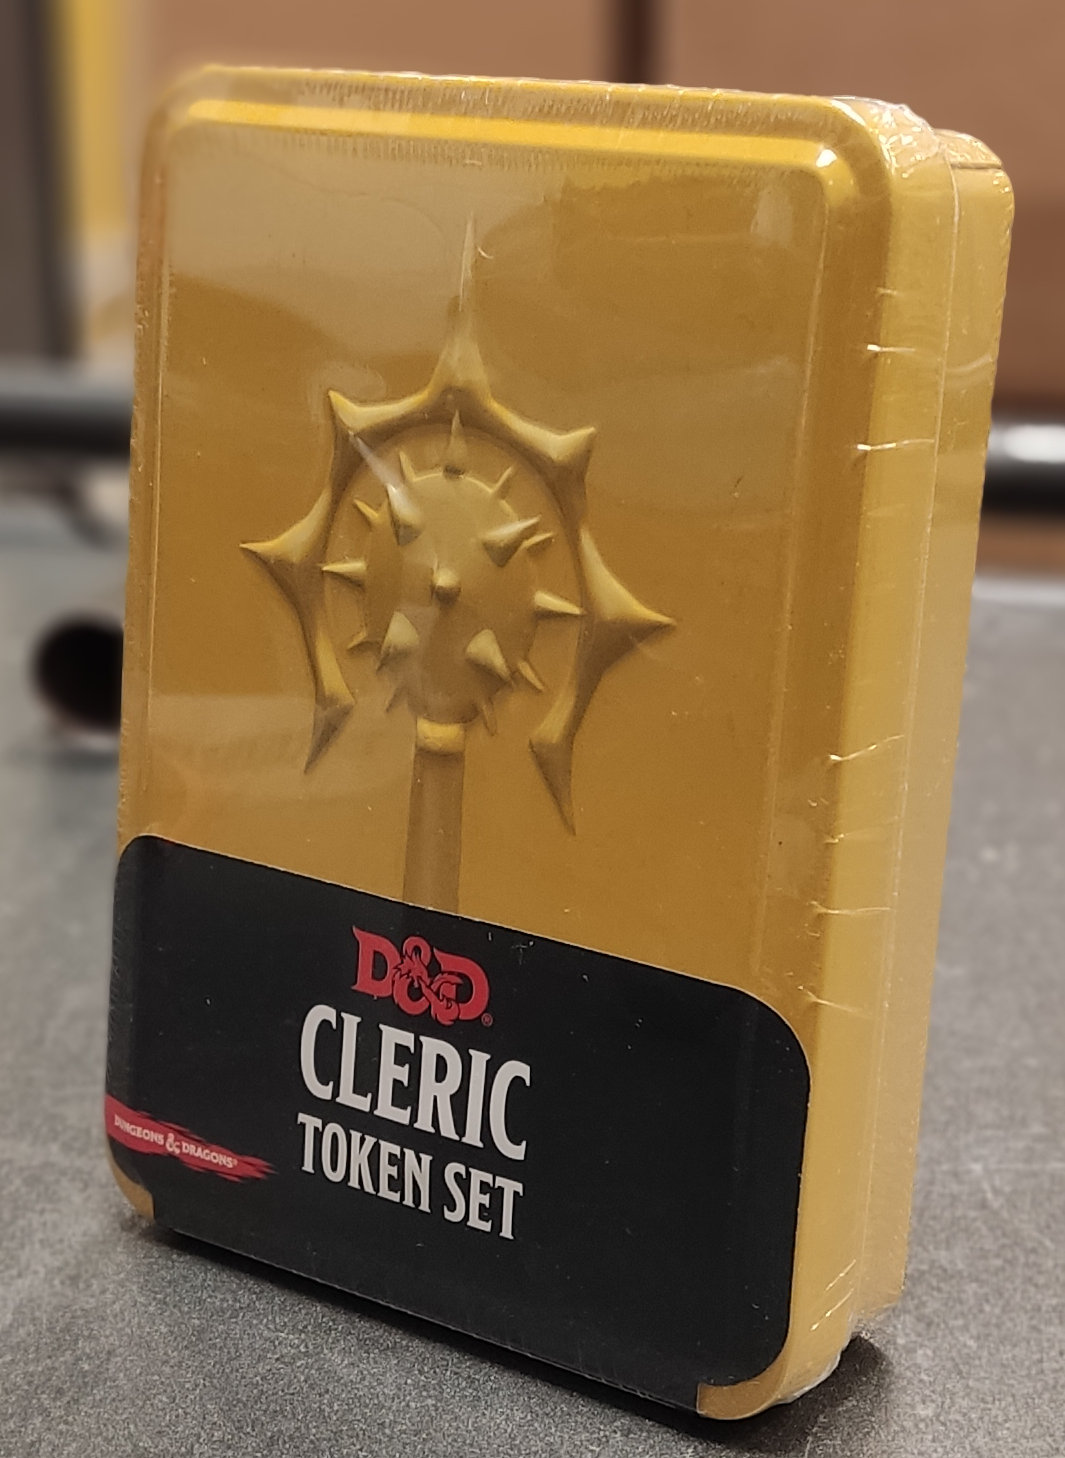 D&D®
CLERIC
TOKEN SET
DUNGEONS & DRAGONS®